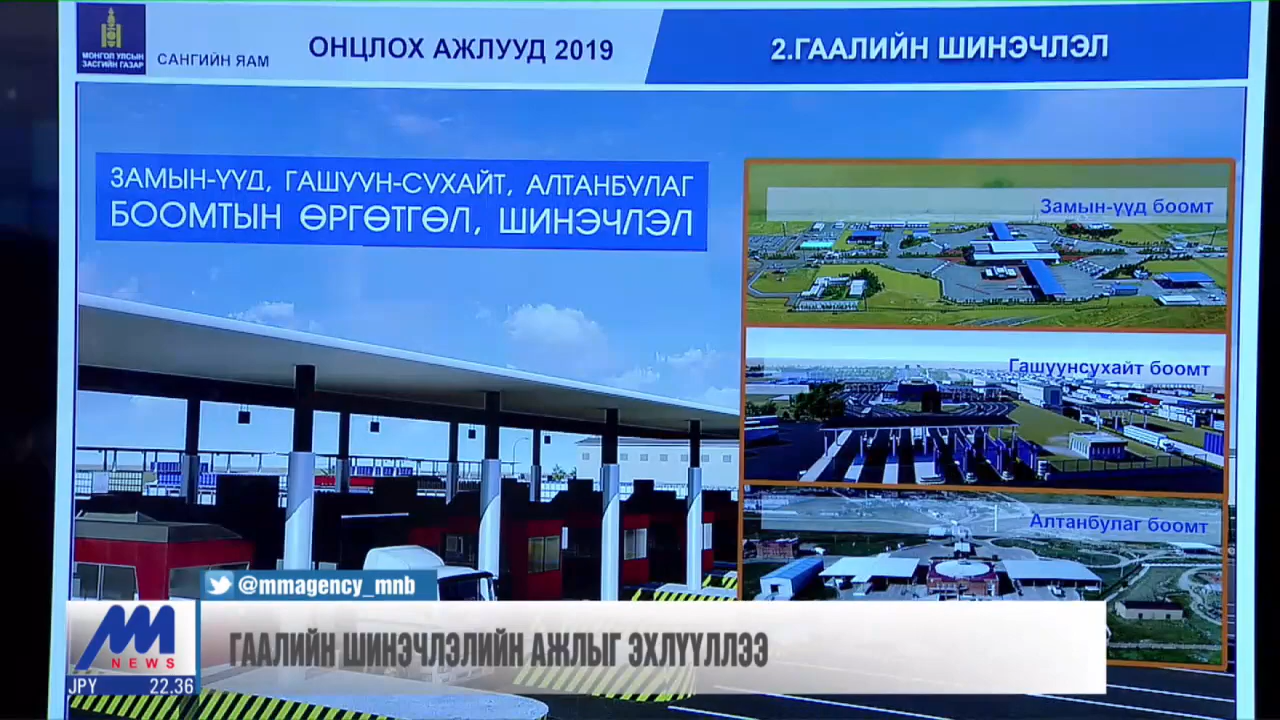 МОНГОЛ УЛСЫН
ЗАСГИЙН ГАЗАР
САНГИЙН ЯАМ
ОНЦЛОХ АЖЛУУД 2019
2.ГААЛИЙН ШИНЭЧЛЭЛ
ЗАМЫН-ҮҮД, ГАШУУН-СУХАЙТ, АЛТАНБУЛАГ
БООМТЫН ӨРГӨТГӨЛ, ШИНЭЧЛЭЛ
Замын-үүд боомт
Гашуунсухайт боомт
Алтанбулаг боомт
@mmagency_mnb
ММ
NEWS
ГААЛИЙН ШИНЭЧЛЭЛИЙН АЖЛЫГ ЭХЛҮҮЛЛЭЭ
JPY 22.36